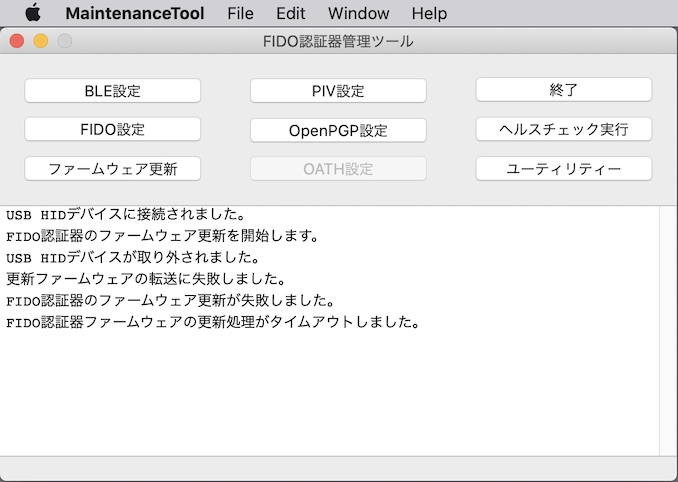 MaintenanceTool File Edit Window Help
FIDO認証器管理ツール
BLE設定 PIV設定 終了
FIDO設定 OpenPGP設定 ヘルスチェック実行
ファームウェア更新 OATH設定 ユーティリティー
USB HIDデバイスに接続されました。
FIDO認証器のファームウェア更新を開始します。
USB HIDデバイスが取り外されました。
更新ファームウェアの転送に失敗しました。
FIDO認証器のファームウェア更新が失敗しました。
FIDO認証器ファームウェアの更新処理がタイムアウトしました。